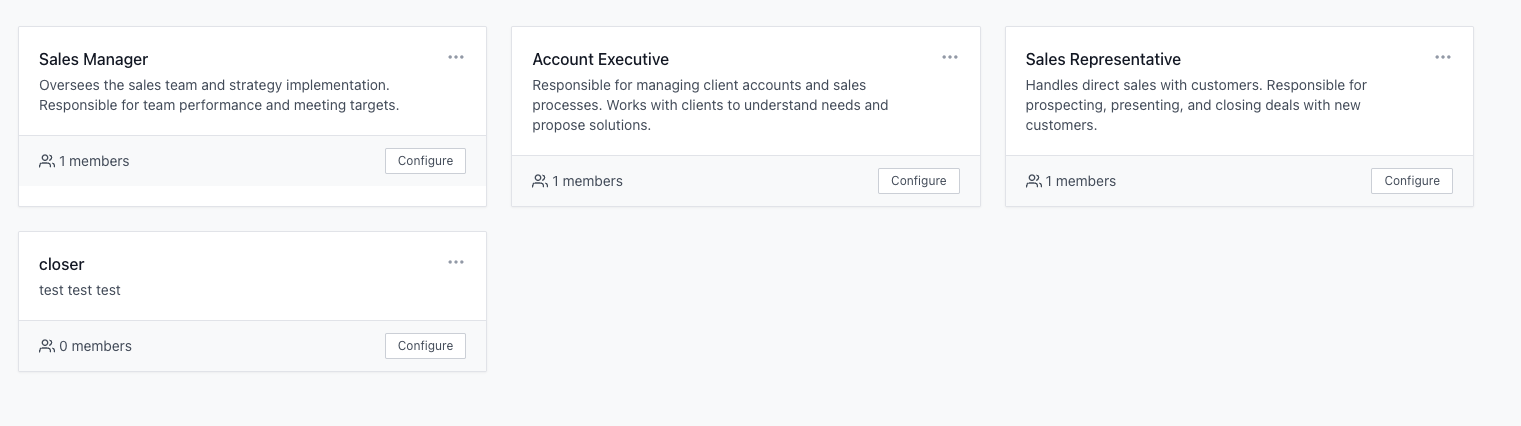 Sales Manager
Oversees the sales team and strategy implementation.
Responsible for team performance and meeting targets.
1 members
Configure
Account Executive
Responsible for managing client accounts and sales
processes. Works with clients to understand needs and
propose solutions.
1 members
Configure
Sales Representative
Handles direct sales with customers. Responsible for
prospecting, presenting, and closing deals with new
customers.
1 members
Configure
closer
test test test
0 members
Configure